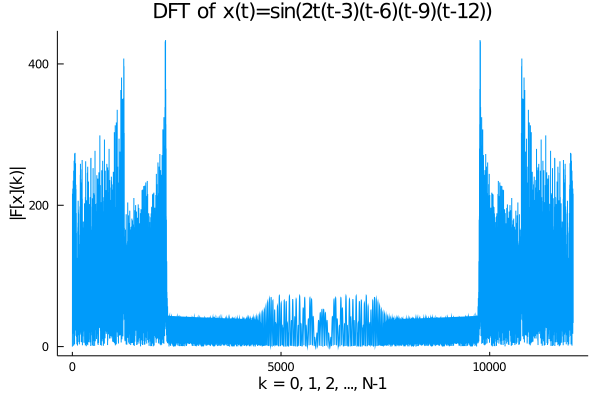 DFT of x(t)=sin(2t(t-3)(t-6)(t-9)(t-12))
|F[x](k)|
400
200
0
0 5000 10000
k = 0, 1, 2, ..., N-1